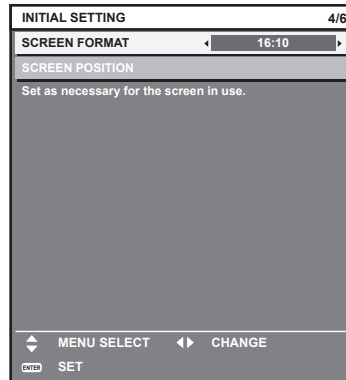 INITIAL SETTING 4/6
SCREEN FORMAT 16:10
SCREEN POSITION
Set as necessary for the screen in use.
MENU SELECT CHANGE
ENTER SET